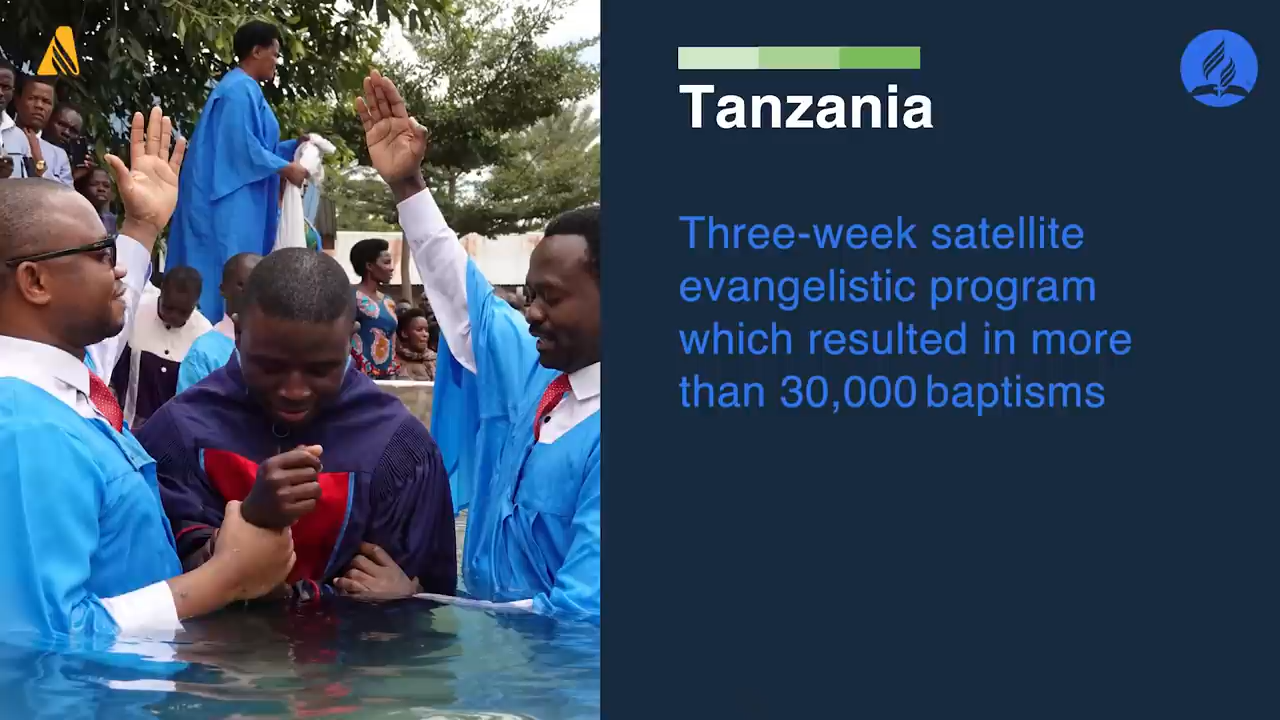 Tanzania
Three-week satellite
evangelistic program
which resulted in more
than 30,000 baptisms